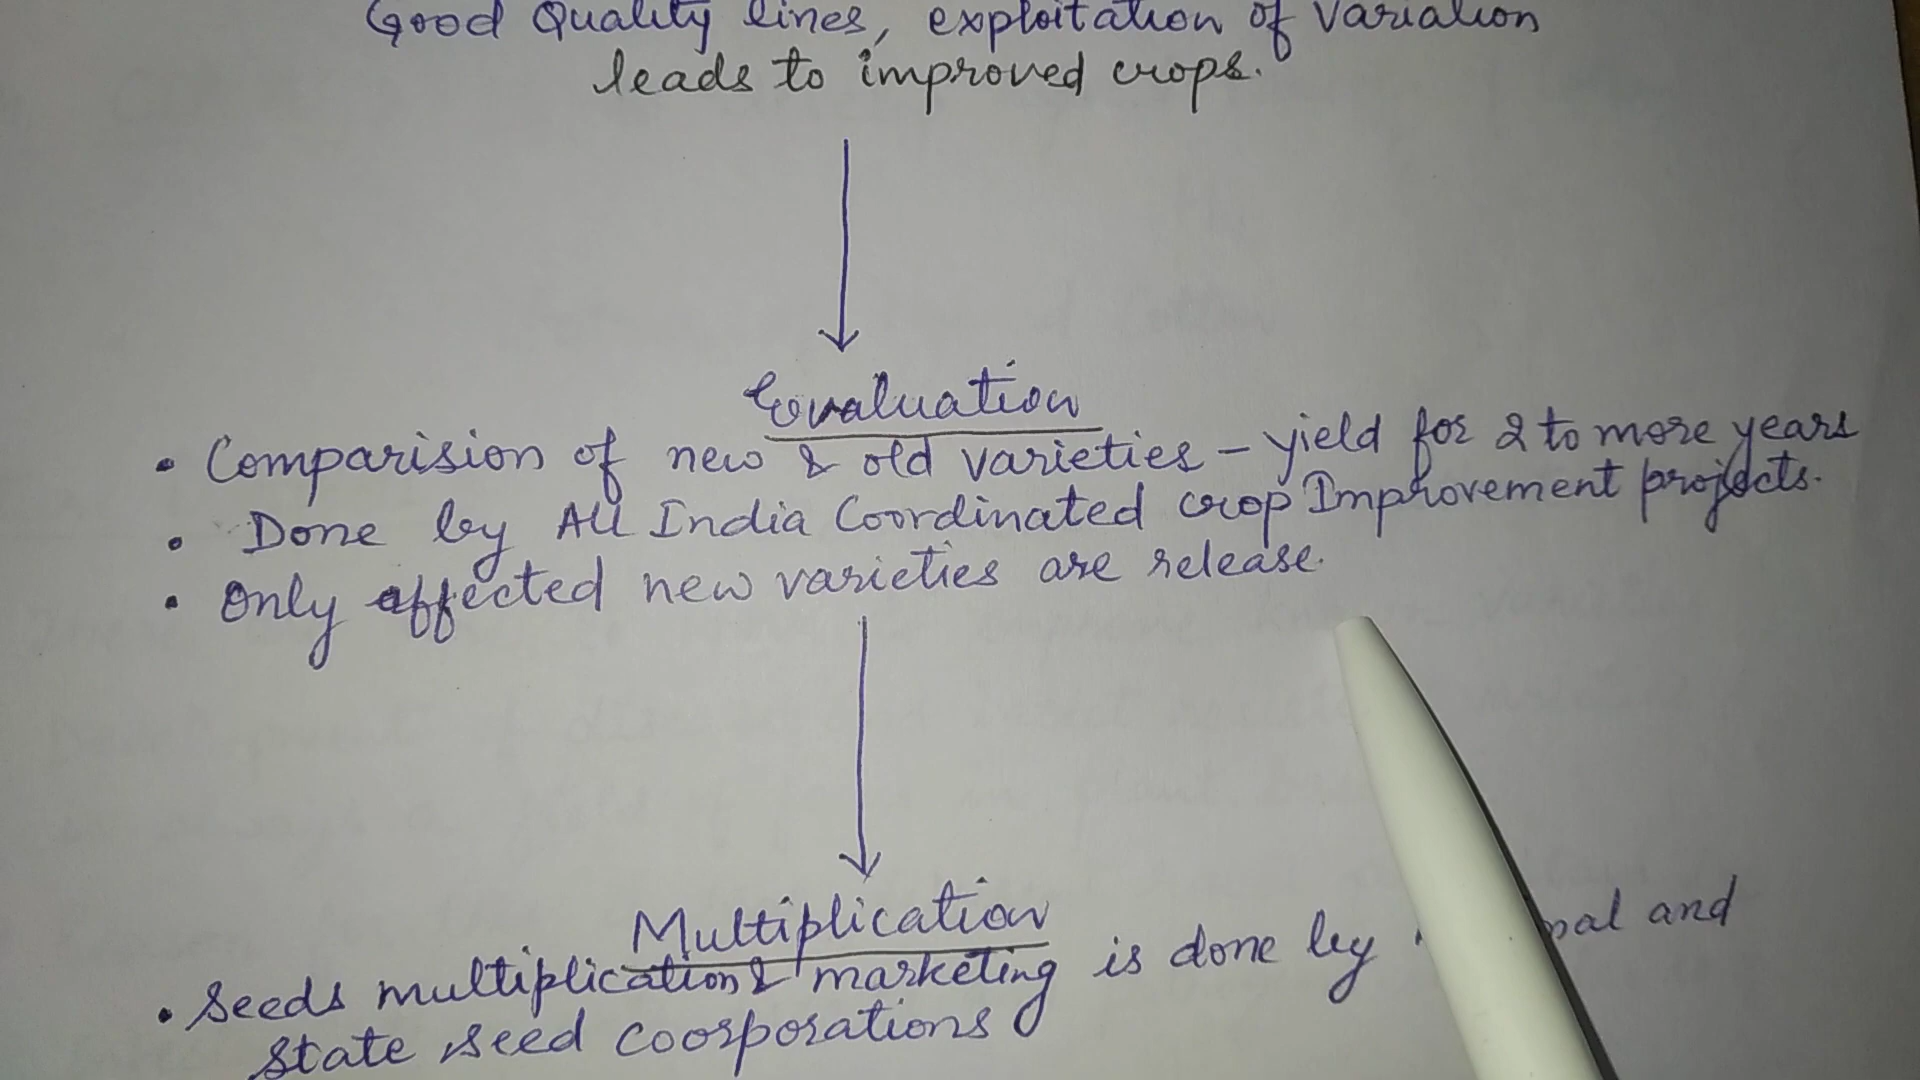 Good Quality lines, exploitation of variation
leads to improved crops.
Evaluation
• Comparision of new & old varieties - yield for 2 to more years
• Done by All India Coordinated crop Improvement projects.
• Only effected new varieties are release.
Multiplication
• Seeds multiplication & marketing is done by and
State seed coorporations